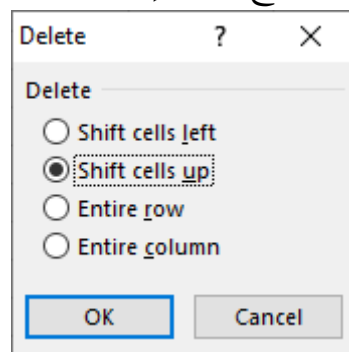 Delete ? ×
Delete
Shift cells left
Shift cells up
Entire row
Entire column
OK Cancel